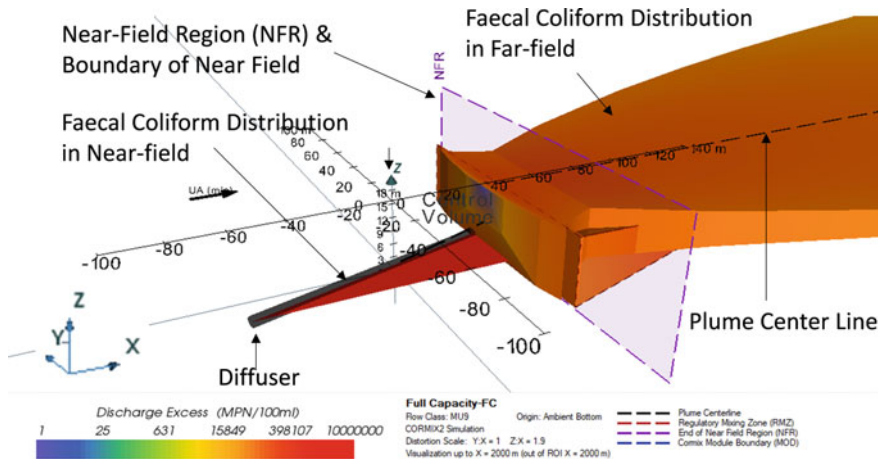 Near-Field Region (NFR) &
Boundary of Near Field
Faecal Coliform Distribution
in Far-field
NFR
Faecal Coliform Distribution
in Near-field
UA (min)
Z
18 m
15
12
9
6
3
80
60
40
20
0
-20
-40
-60
-80
-100
-100
-80
-60
-40
-20
0
20
40
60
80
100
120
140 m
Control
Volume
Z
Y
X
Diffuser
Plume Center Line
Discharge Excess (MPN/100ml)
1 25 631 15849 398107 10000000
Full Capacity-FC
Flow Class: MU9 Origin: Ambient Bottom
CORMIX2 Simulation
Distortion Scale: Y:X = 1 Z:X = 1.9
Visualization up to X = 2000 m (out of ROI X = 2000 m)
Plume Centerline
Regulatory Mixing Zone (RMZ)
End of Near Field Region (NFR)
Cormix Module Boundary (MOD)